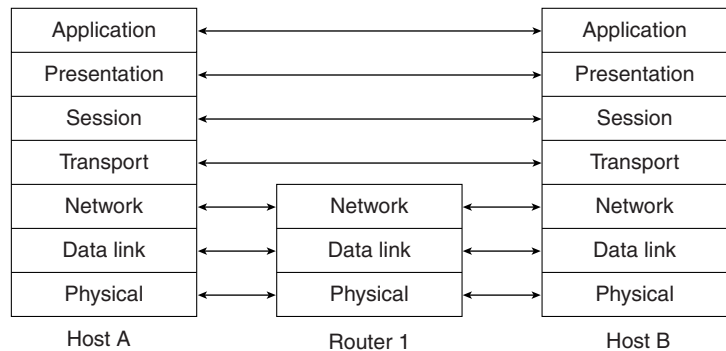 Application Application
Presentation Presentation
Session Session
Transport Transport
Network Network Network
Data link Data link Data link
Physical Physical Physical
Host A Router 1 Host B